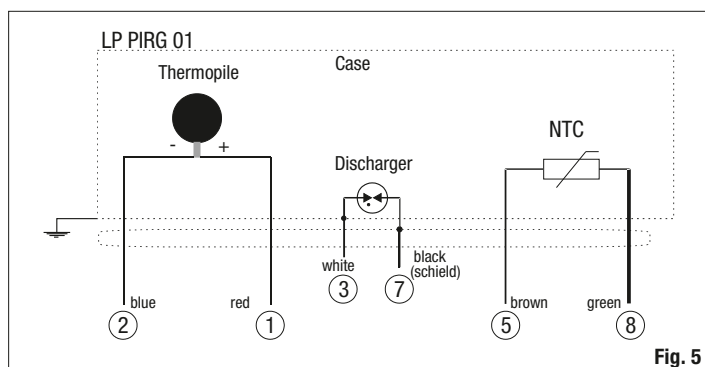 LP PIRG 01
Case
Thermopile
- +
NTC
Discharger
white
black
(schield)
blue
red
brown
green
3
7
2
1
5
8
Fig. 5